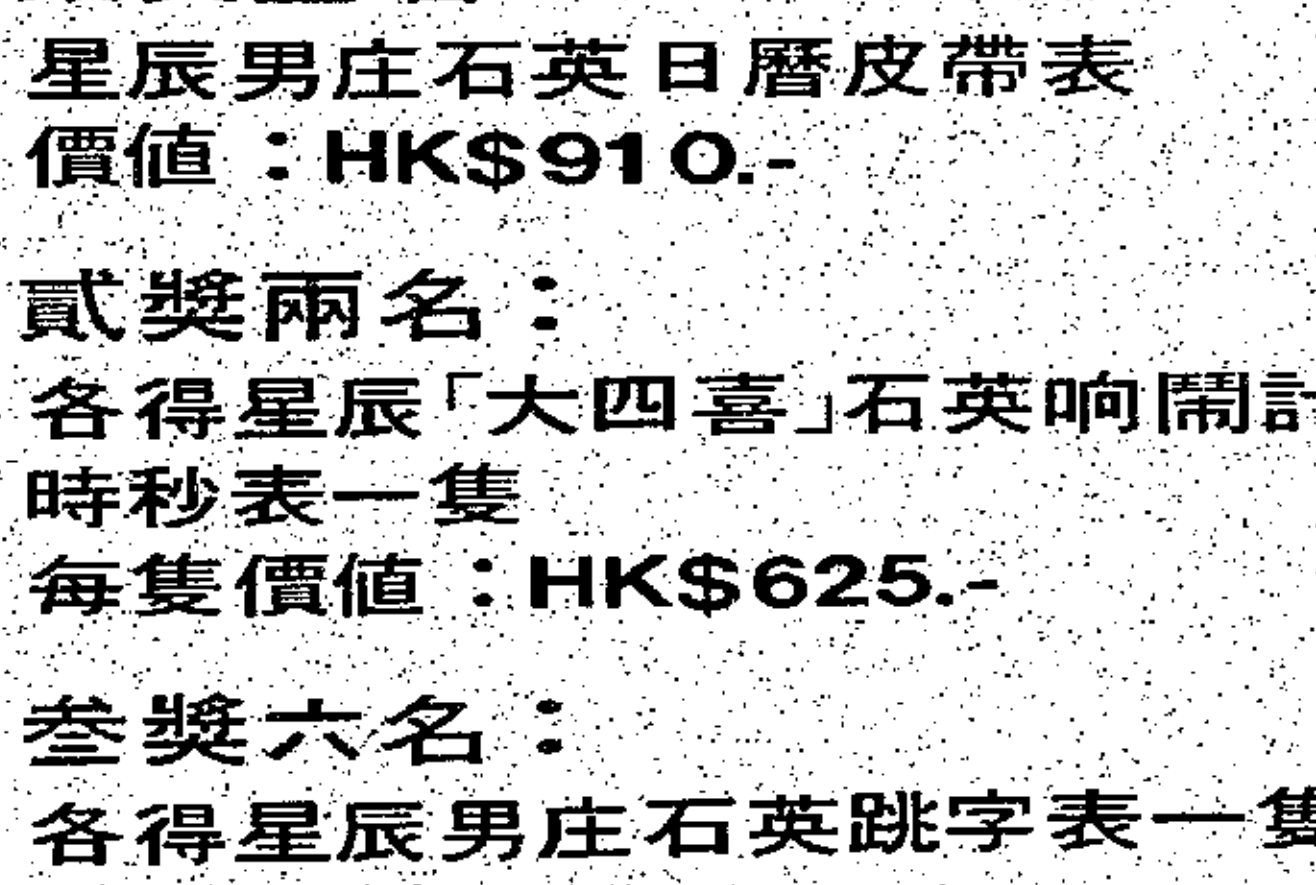 星辰男庄石英日曆皮帶表
價值：HK$910.-
貳獎兩名：
各得星辰「大四喜」石英响鬧計
時秒表一隻
每隻價值：HK$625.-
叁獎六名：
各得星辰男庄石英跳字表一隻